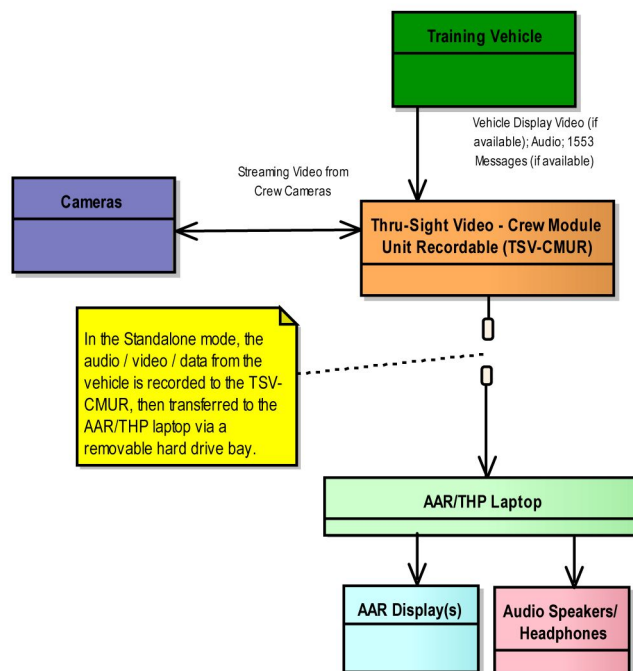 Training Vehicle
Vehicle Display Video (if
available); Audio; 1553
Messages (if available)
Streaming Video from
Crew Cameras
Cameras
Thru-Sight Video - Crew Module
Unit Recordable (TSV-CMUR)
In the Standalone mode, the
audio / video / data from the
vehicle is recorded to the TSV-
CMUR, then transferred to the
AAR/THP laptop via a
removable hard drive bay.
AAR/THP Laptop
AAR Display(s)
Audio Speakers/
Headphones